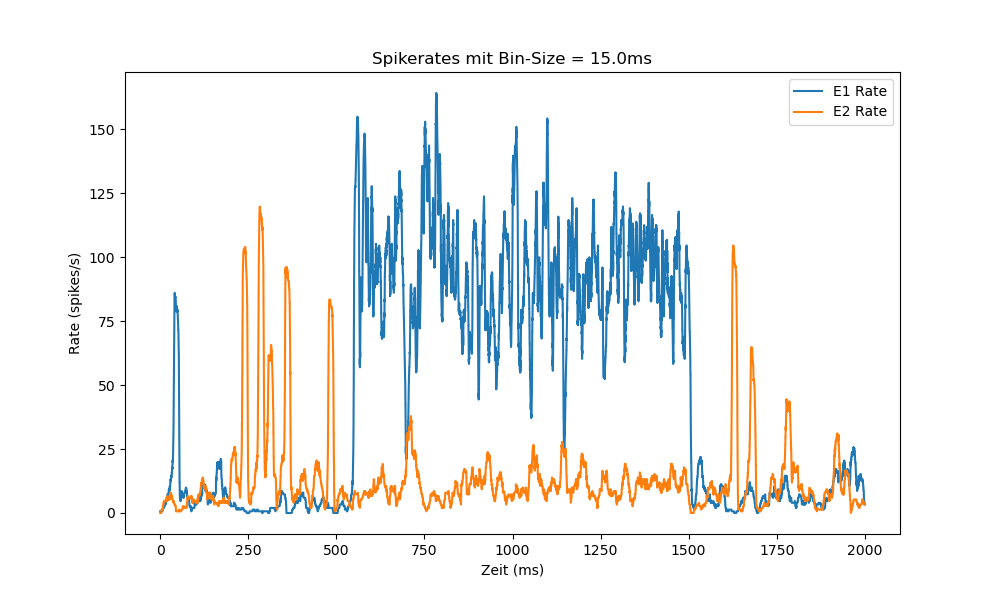 Spikerates mit Bin-Size = 15.0ms
E1 Rate
E2 Rate
Rate (spikes/s)
150
125
100
75
50
25
0
0 250 500 750 1000 1250 1500 1750 2000
Zeit (ms)